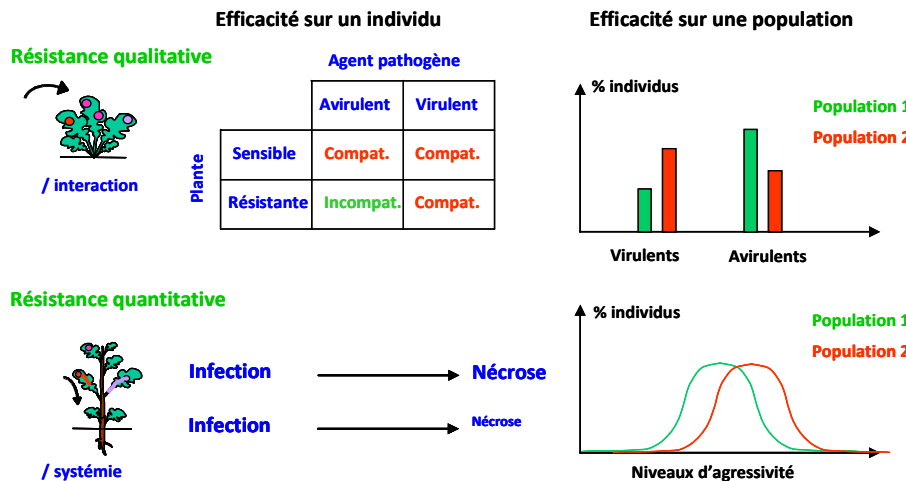 Efficacité sur un individu
Efficacité sur une population
Résistance qualitative
/ interaction
Agent pathogène
Plante
Avirulent Virulent
Sensible Compat. Compat.
Résistante Incompat. Compat.
% individus
Population 1
Population 2
Virulents Avirulents
Résistance quantitative
/ systémie
Infection Nécrose
Infection Nécrose
% individus
Population 1
Population 2
Niveaux d’agressivité